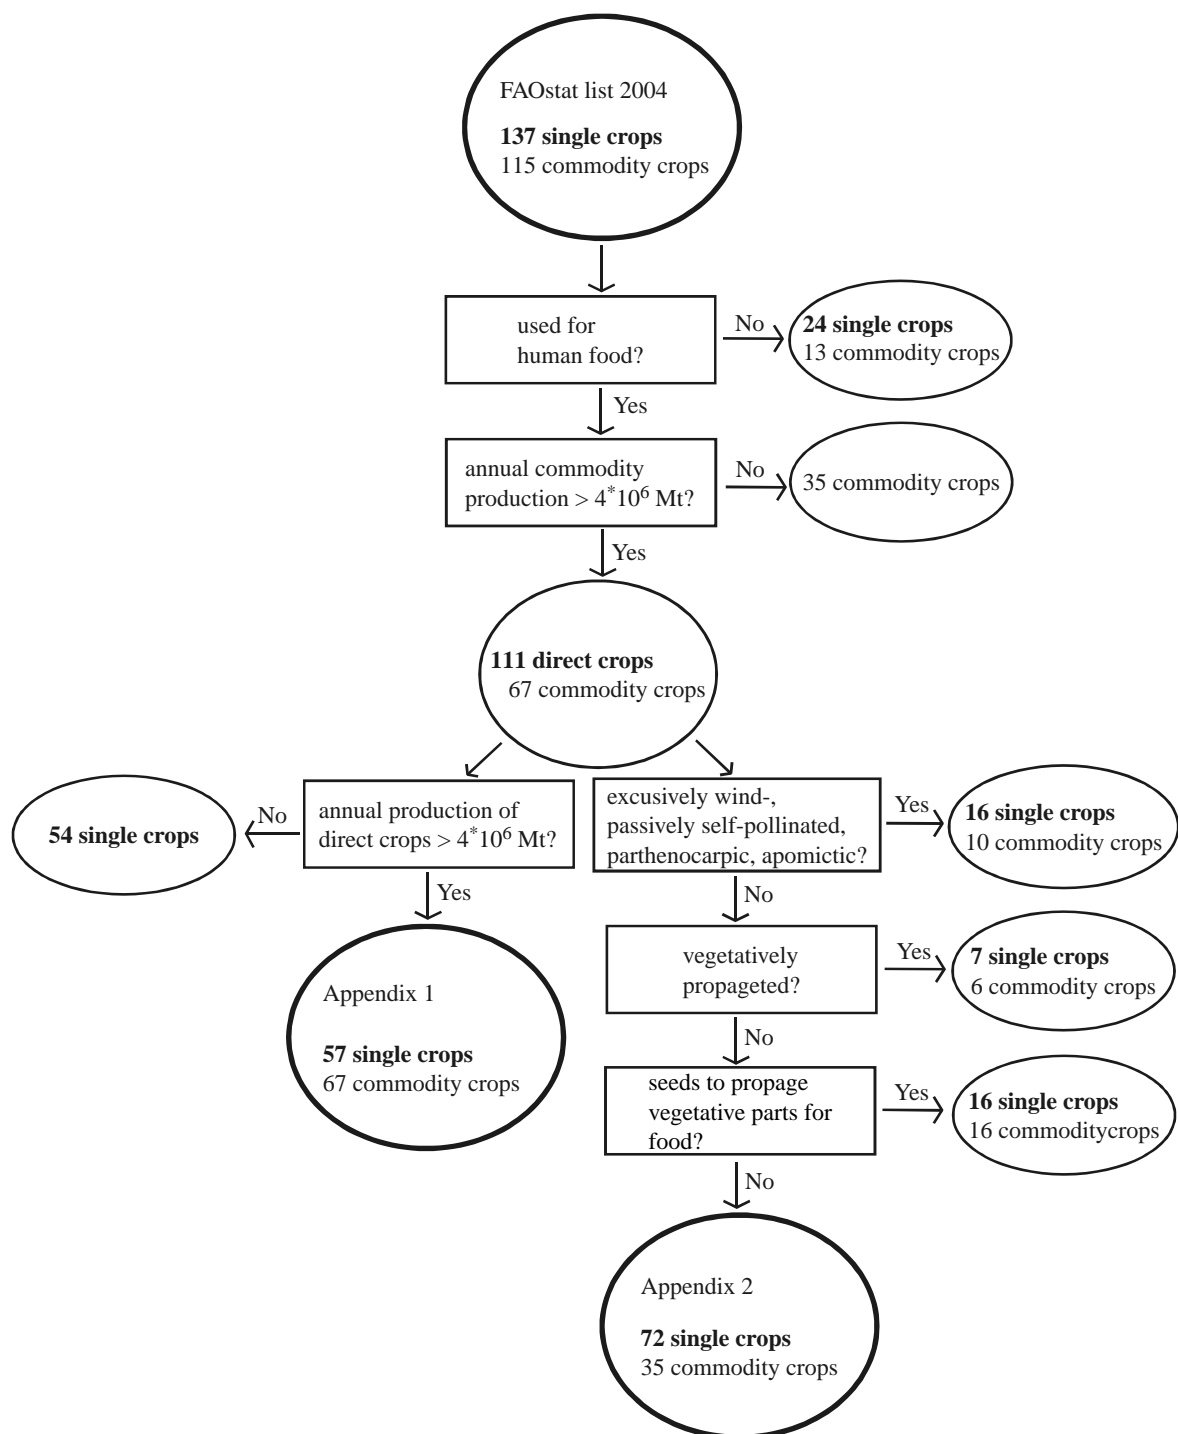 FAOstat list 2004
137 single crops
115 commodity crops
used for
human food?
No
24 single crops
13 commodity crops
Yes
annual commodity
production > 4*10⁶ Mt?
No
35 commodity crops
Yes
111 direct crops
67 commodity crops
54 single crops
No
annual production of
direct crops > 4*10⁶ Mt?
Yes
Appendix 1
57 single crops
67 commodity crops
excusively wind-,
passively self-pollinated,
parthenocarpic, apomictic?
Yes
16 single crops
10 commodity crops
No
vegetatively
propageted?
Yes
7 single crops
6 commodity crops
No
seeds to propage
vegetative parts for
food?
Yes
16 single crops
16 commoditycrops
No
Appendix 2
72 single crops
35 commodity crops